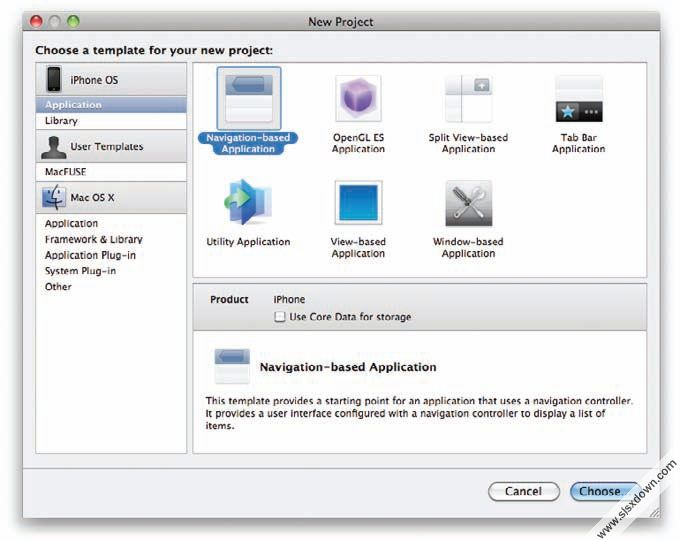 New Project
Choose a template for your new project:
iPhone OS
Application
Library
User Templates
MacFUSE
Mac OS X
Application
Framework & Library
Application Plug-in
System Plug-in
Other
Navigation-based
Application
OpenGL ES
Application
Split View-based
Application
Tab Bar
Application
Utility Application
View-based
Application
Window-based
Application
Product iPhone
Use Core Data for storage
Navigation-based Application
This template provides a starting point for an application that uses a navigation controller.
It provides a user interface configured with a navigation controller to display a list of
items.
Cancel Choose...
www.slsxdown.com